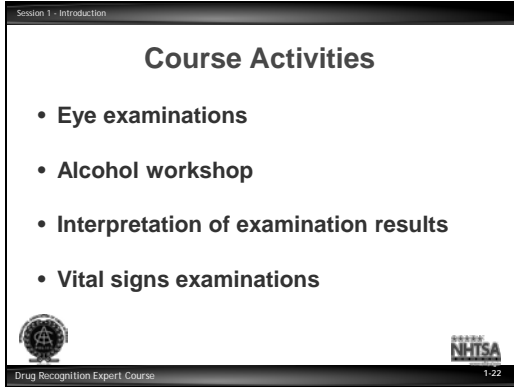 Session 1 - Introduction
Course Activities
• Eye examinations
• Alcohol workshop
• Interpretation of examination results
• Vital signs examinations
NHTSA
Drug Recognition Expert Course
1-22